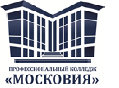 ПРОФЕССИОНАЛЬНЫЙ КОЛЛЕДЖ
«МОСКОВИЯ»